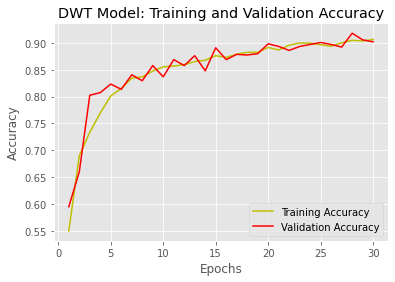 DWT Model: Training and Validation Accuracy
Accuracy
0.90
0.85
0.80
0.75
0.70
0.65
0.60
0.55
0 5 10 15 20 25 30
Epochs
Training Accuracy
Validation Accuracy